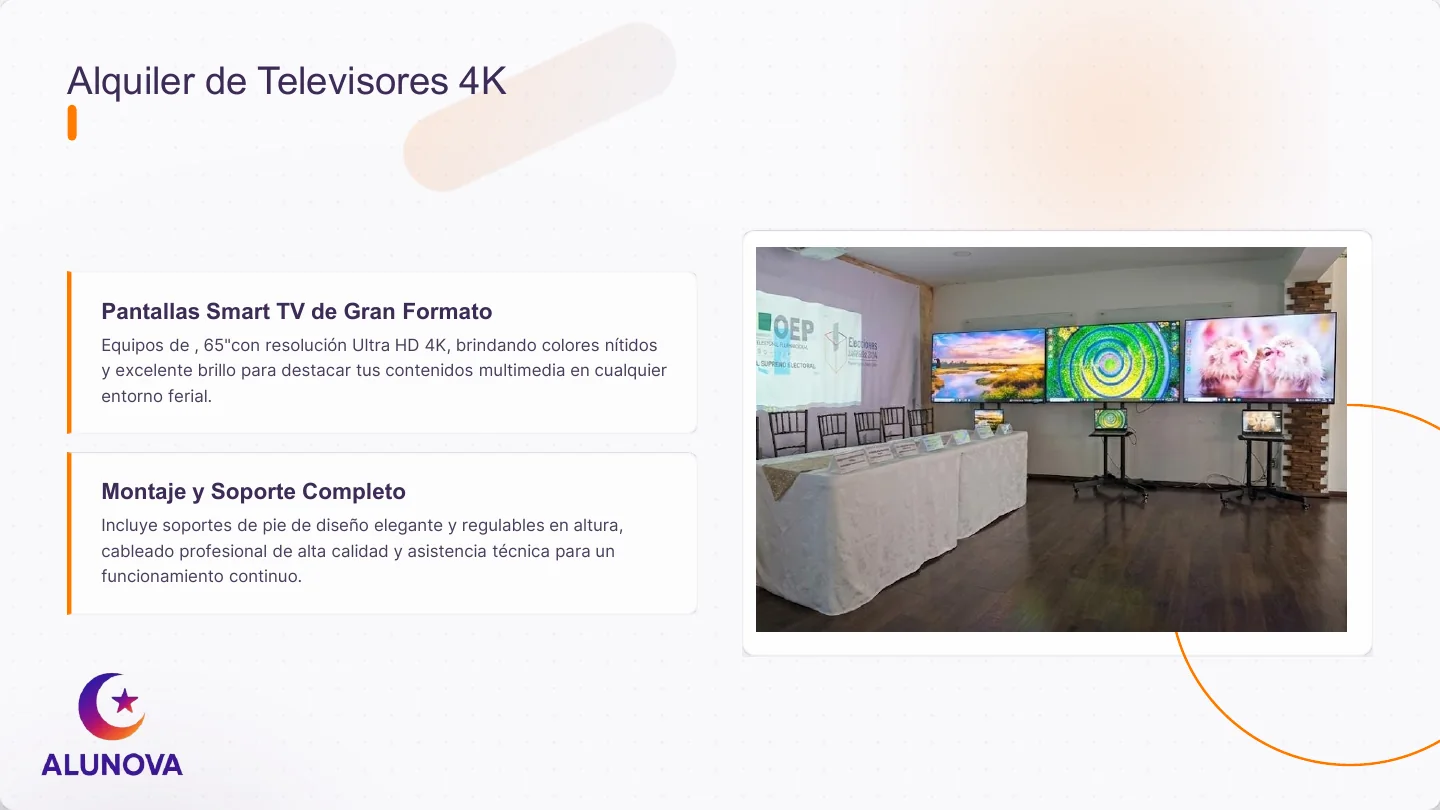 Alquiler de Televisores 4K
Pantallas Smart TV de Gran Formato
Equipos de , 65"con resolución Ultra HD 4K, brindando colores nítidos
y excelente brillo para destacar tus contenidos multimedia en cualquier
entorno ferial.
Montaje y Soporte Completo
Incluye soportes de pie de diseño elegante y regulables en altura,
cableado profesional de alta calidad y asistencia técnica para un
funcionamiento continuo.
OEP
ALUNOVA